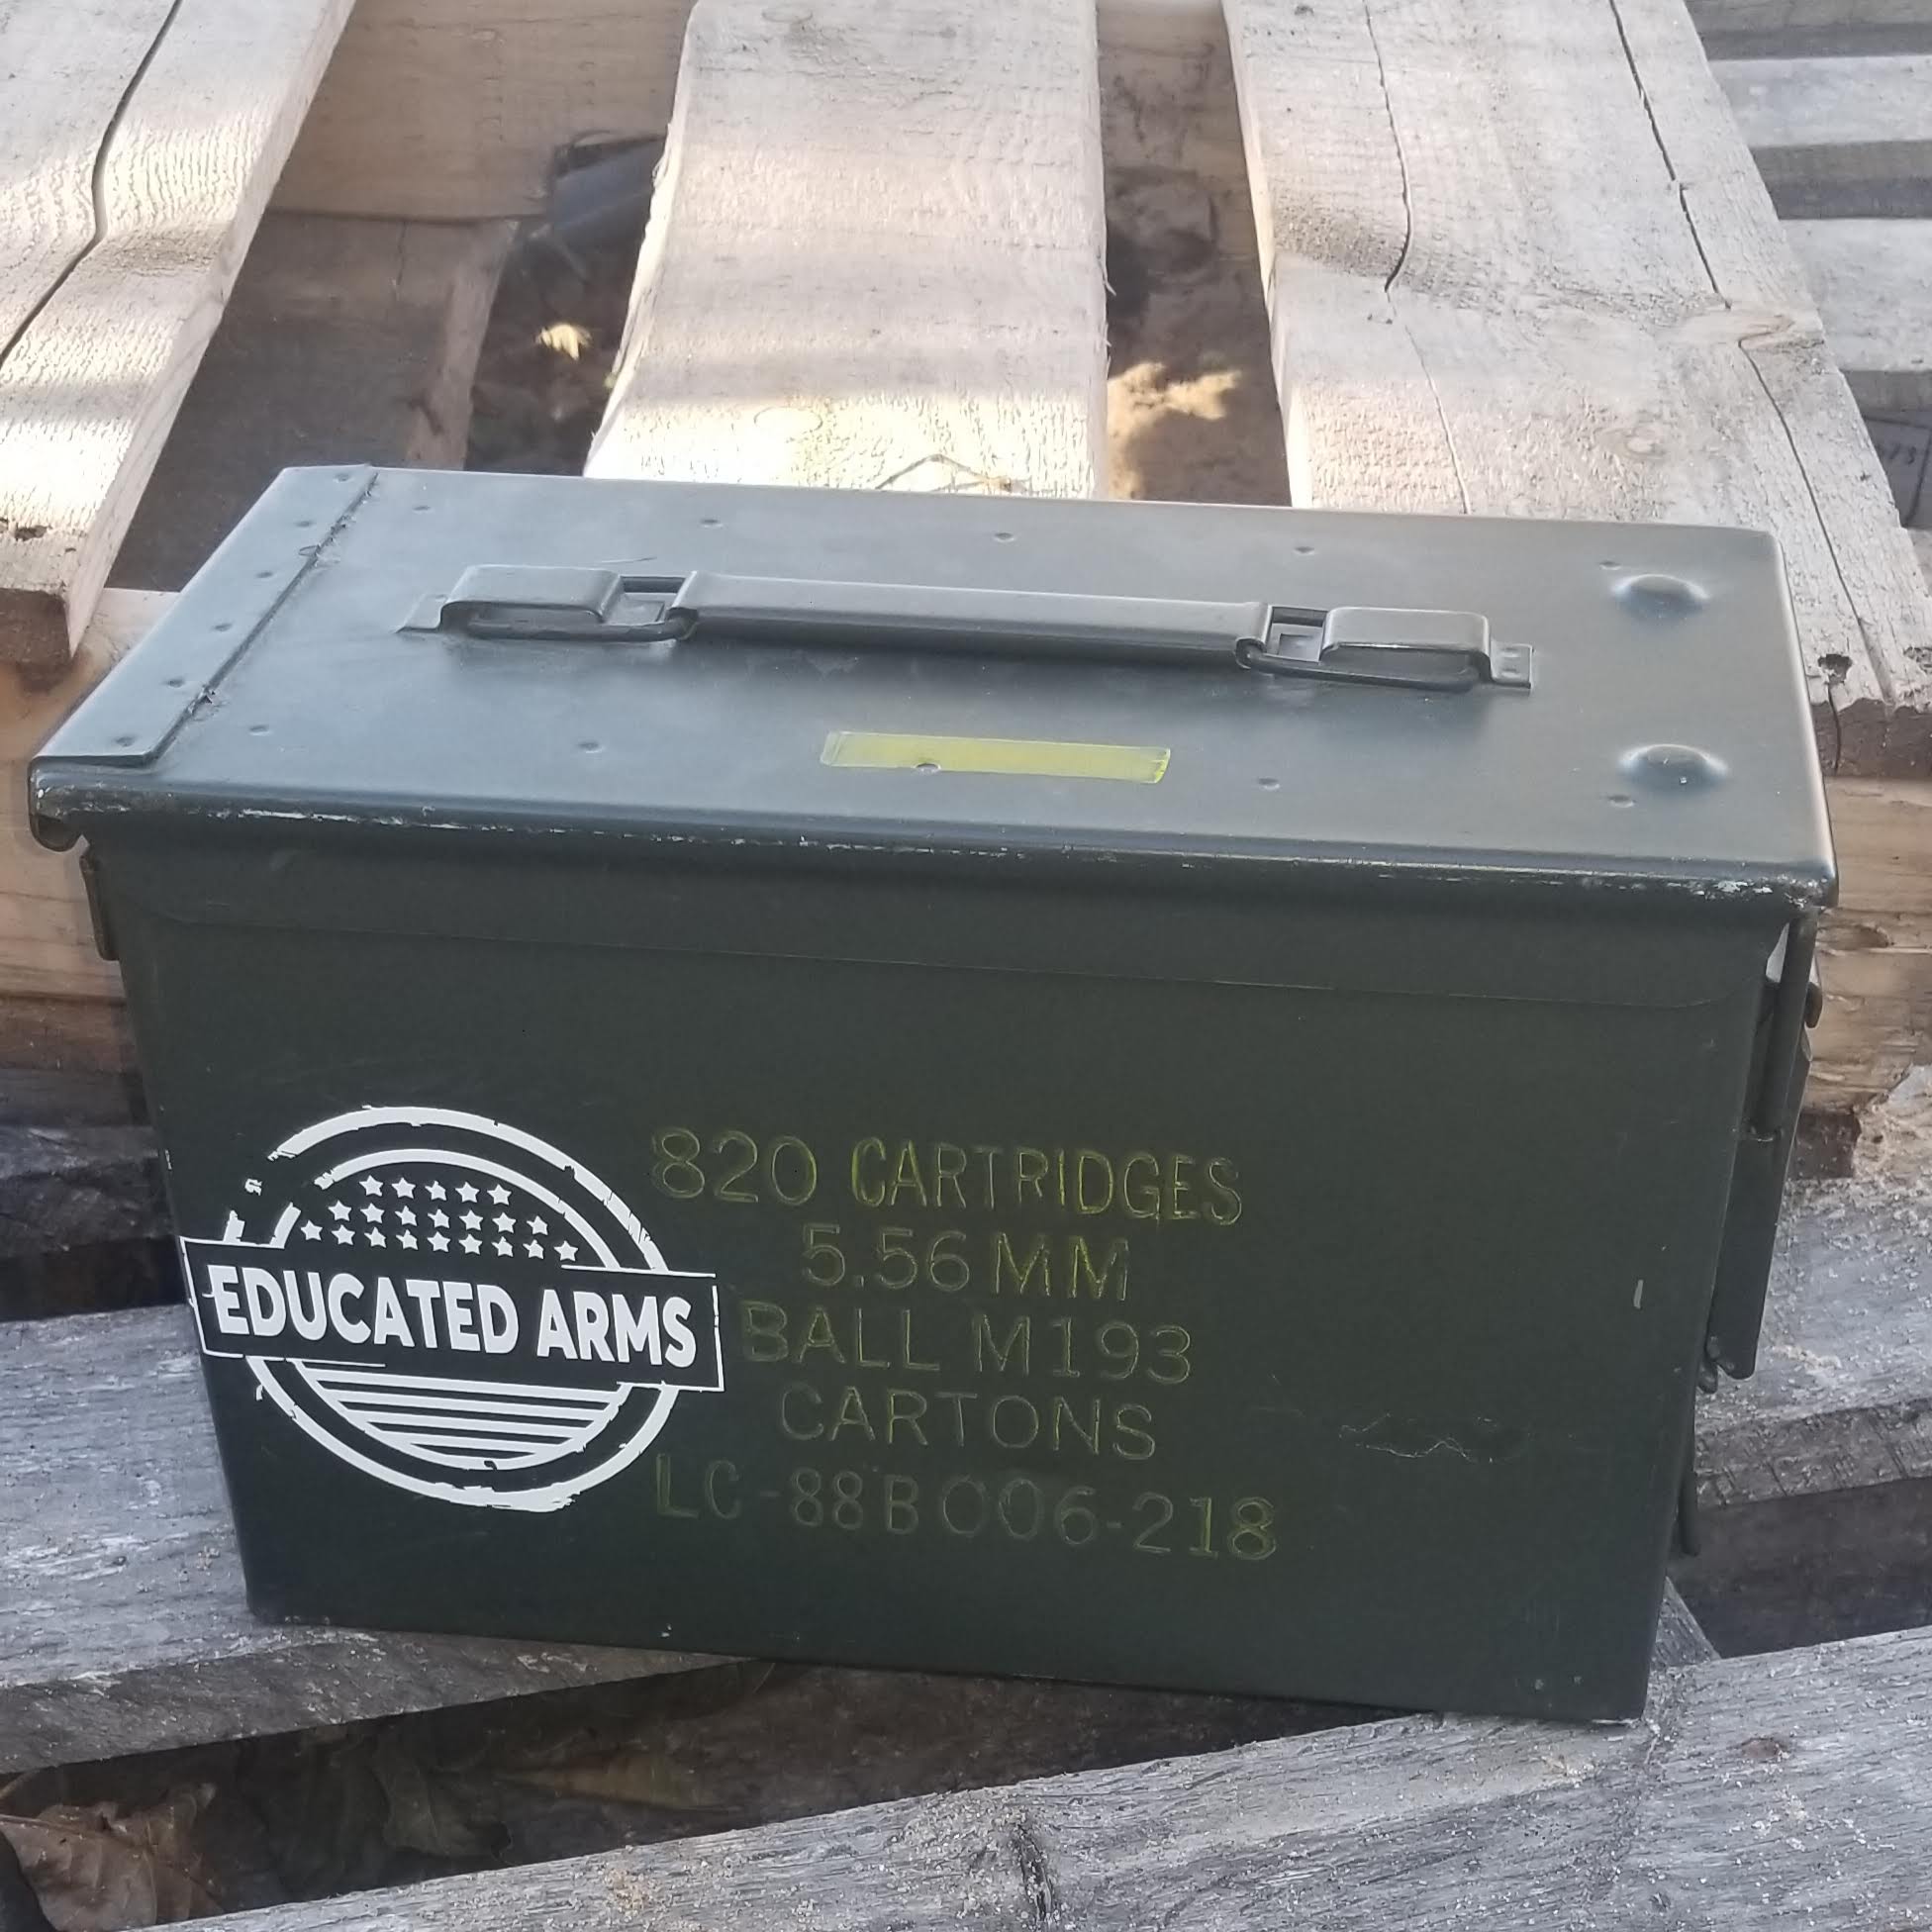 EDUCATED ARMS
820 CARTRIDGES
5.56 MM
BALL M193
CARTONS
LC-88B006-218